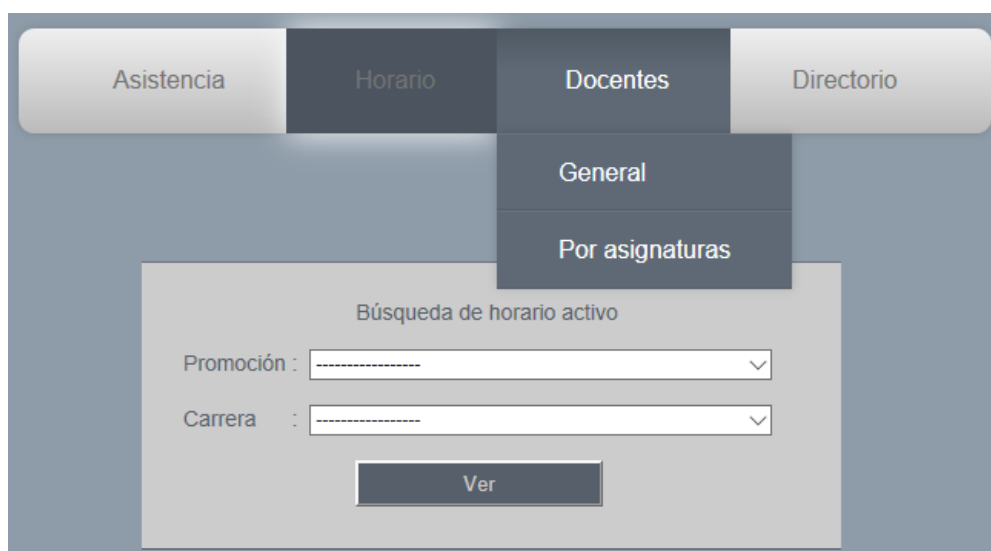 Asistencia Horario Docentes Directorio
General
Por asignaturas
Búsqueda de horario activo
Promoción : -----------------
Carrera : -----------------
Ver